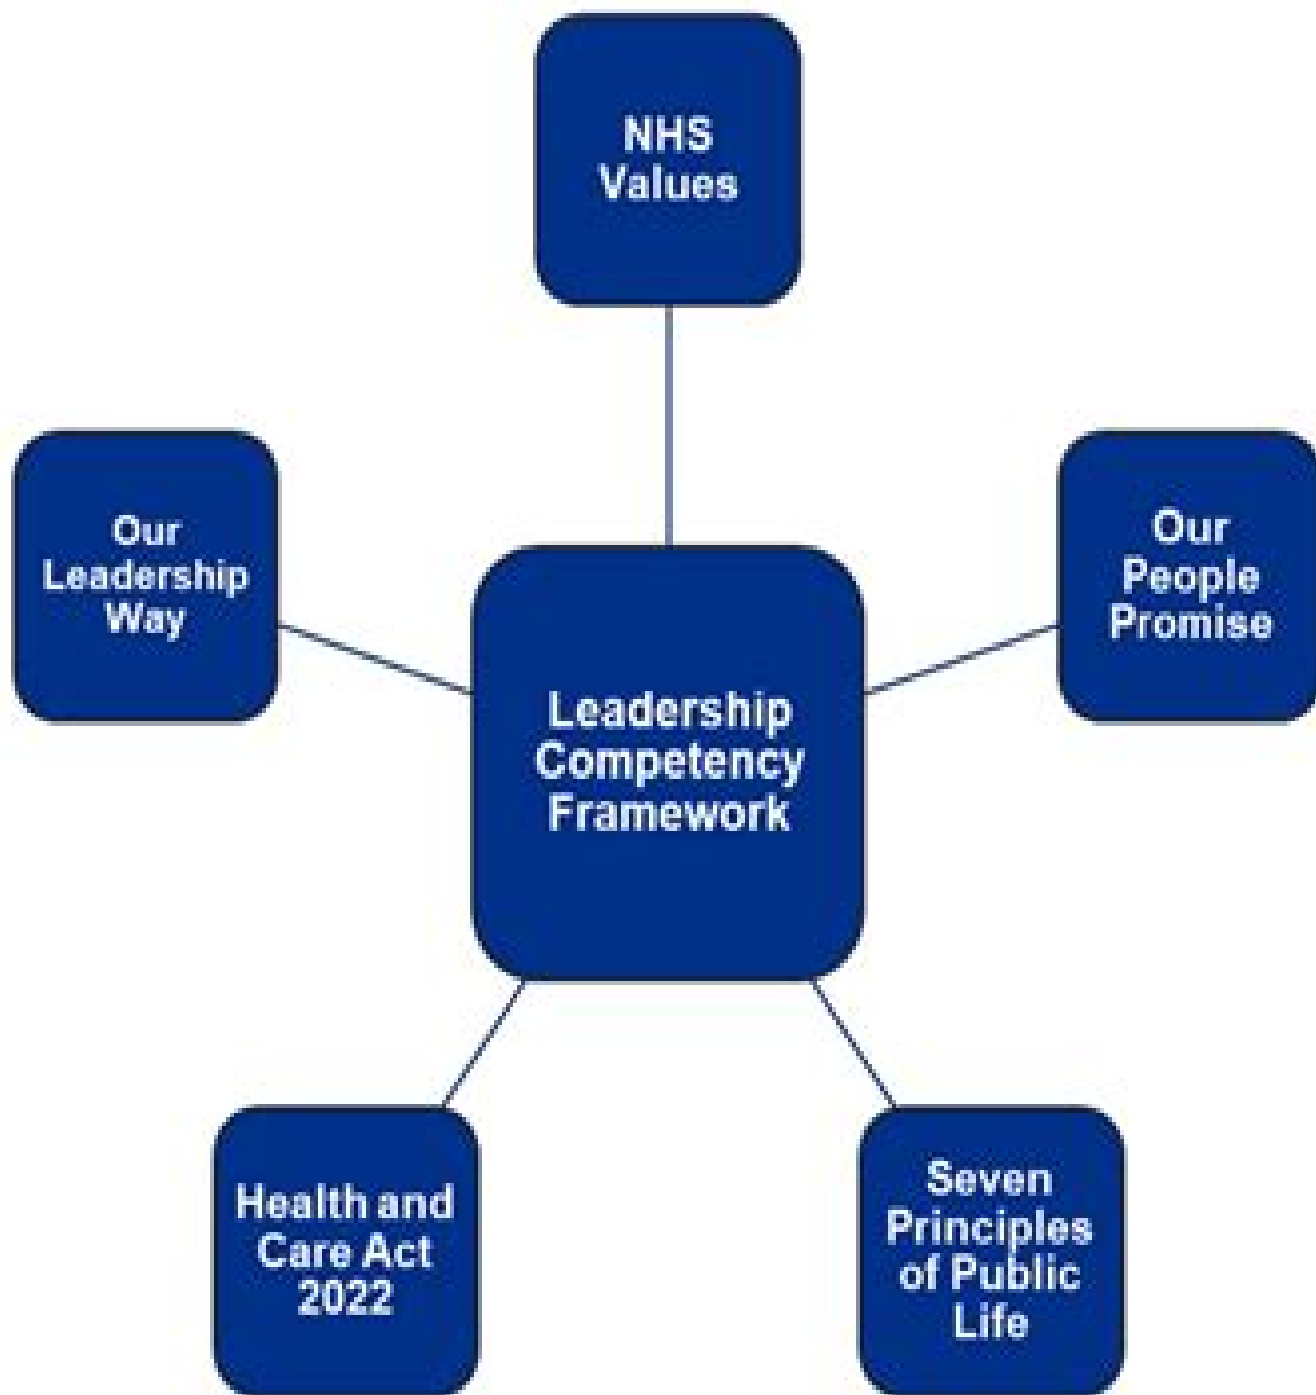 NHS
Values
Our
Leadership
Way
Our
People
Promise
Leadership
Competency
Framework
Health and
Care Act
2022
Seven
Principles
of Public
Life